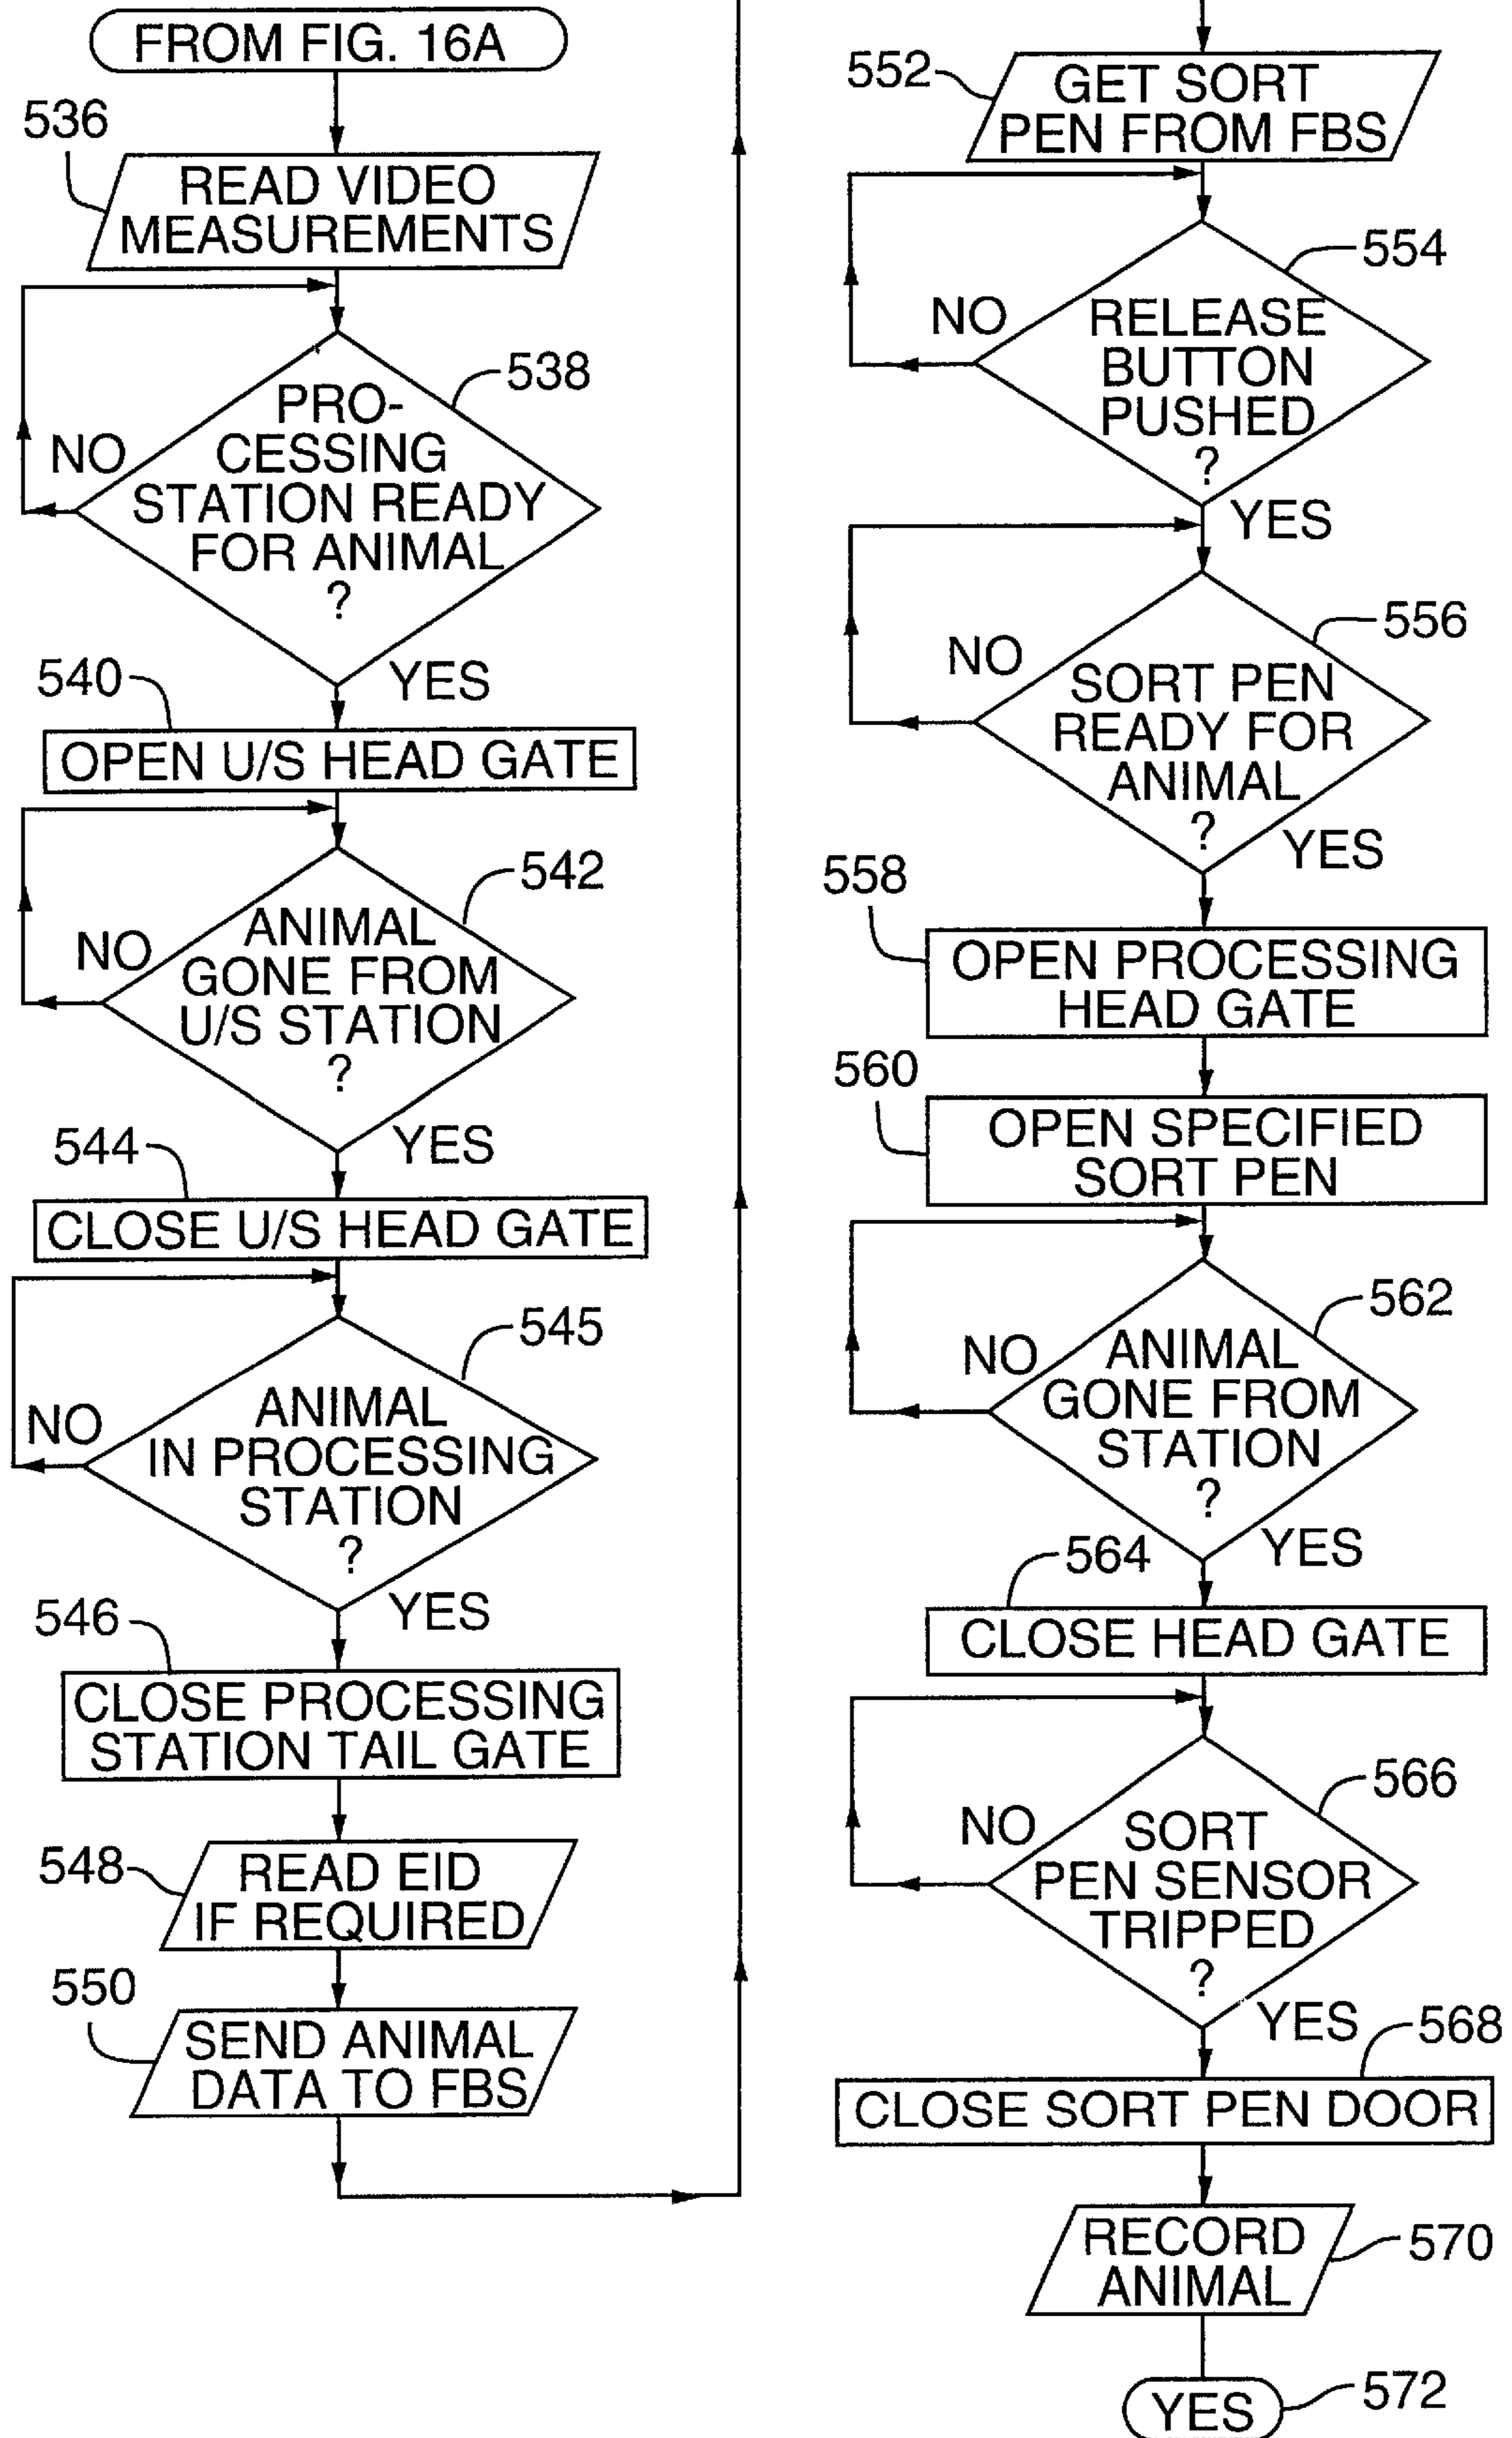 FROM FIG. 16A
536
READ VIDEO
MEASUREMENTS
538
PRO-
CESSING
STATION READY
FOR ANIMAL
?
NO
YES
540
OPEN U/S HEAD GATE
542
ANIMAL
GONE FROM
U/S STATION
?
NO
YES
544
CLOSE U/S HEAD GATE
545
ANIMAL
IN PROCESSING
STATION
?
NO
YES
546
CLOSE PROCESSING
STATION TAIL GATE
548
READ EID
IF REQUIRED
550
SEND ANIMAL
DATA TO FBS
552
GET SORT
PEN FROM FBS
554
RELEASE
BUTTON
PUSHED
?
NO
YES
556
SORT PEN
READY FOR
ANIMAL
?
NO
YES
558
OPEN PROCESSING
HEAD GATE
560
OPEN SPECIFIED
SORT PEN
562
ANIMAL
GONE FROM
STATION
?
NO
YES
564
CLOSE HEAD GATE
566
SORT
PEN SENSOR
TRIPPED
?
NO
YES
568
CLOSE SORT PEN DOOR
RECORD
ANIMAL
570
YES
572